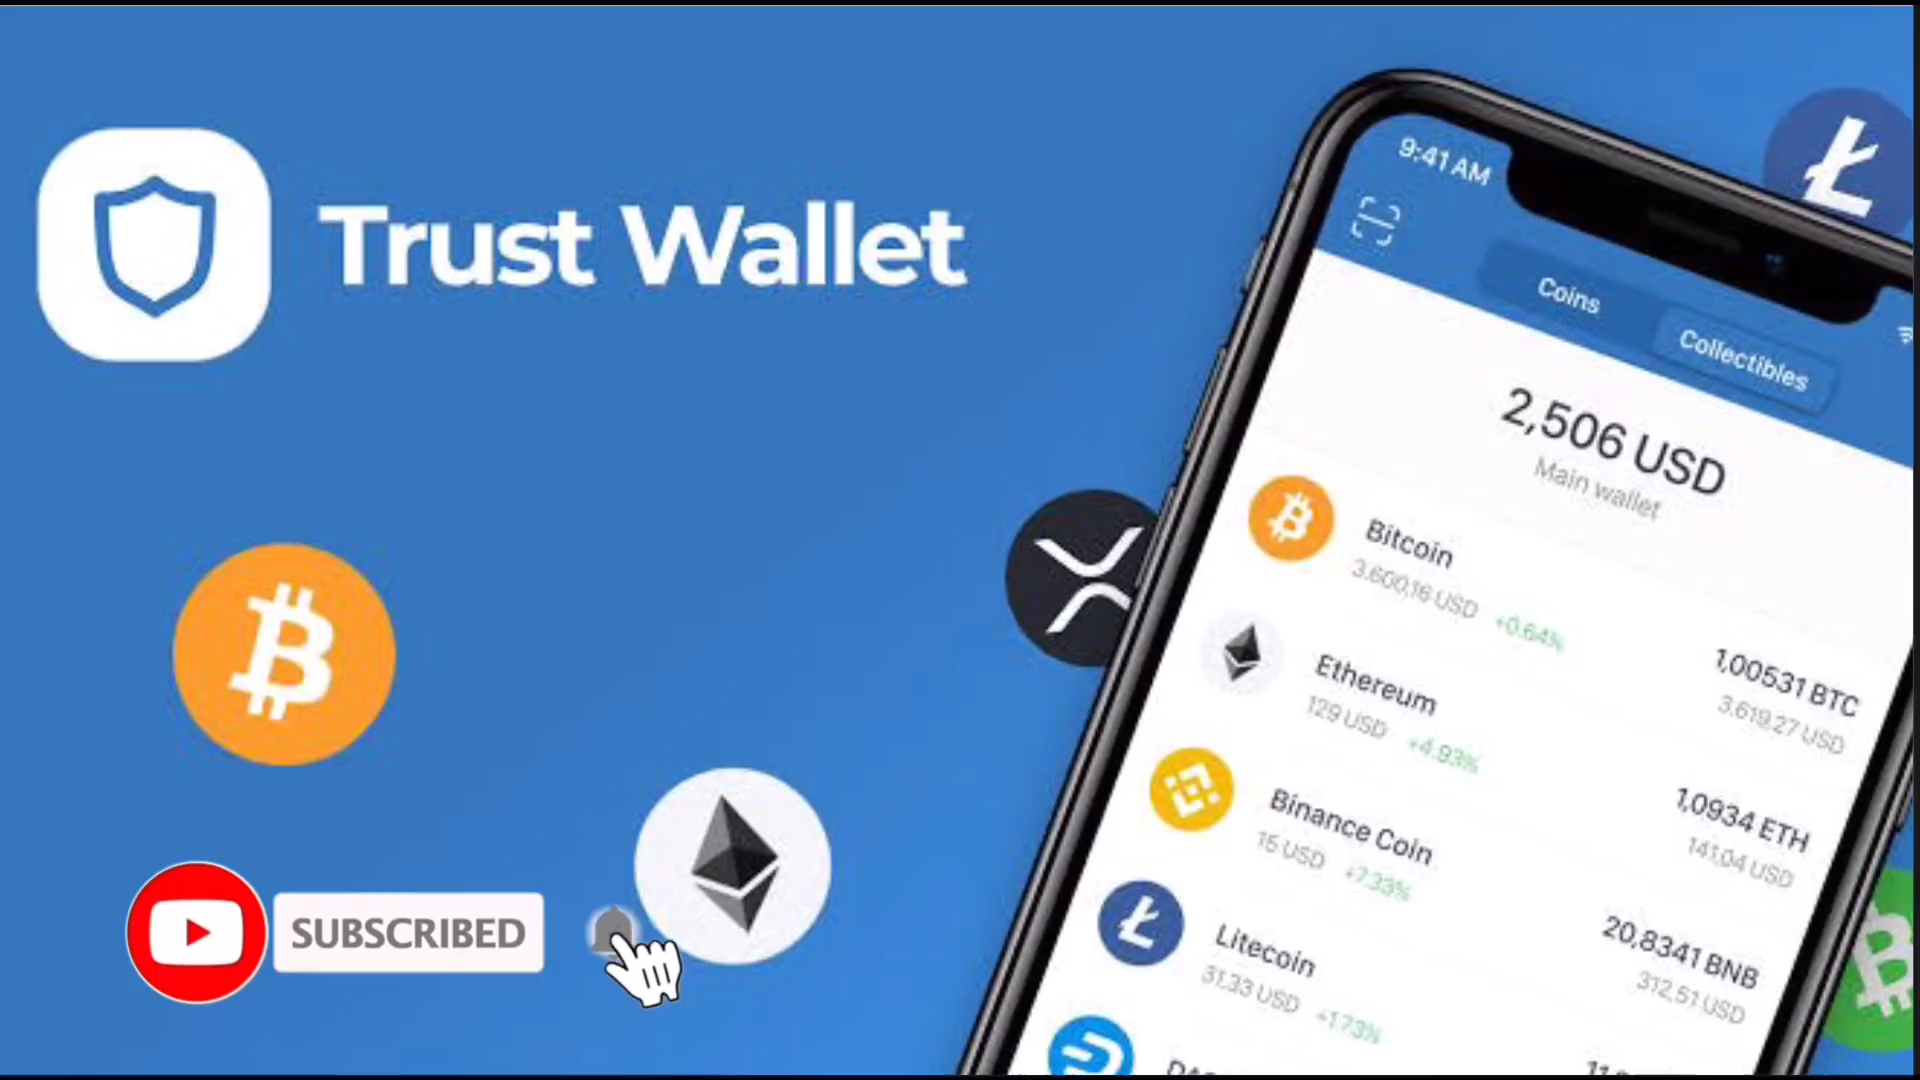 Trust Wallet
SUBSCRIBED
9:41 AM
Coins
Collectibles
2,506 USD
Main wallet
Bitcoin
3.600,16 USD +0.64%
1,00531 BTC
3.619,27 USD
Ethereum
129 USD +4.93%
1,0934 ETH
141,04 USD
Binance Coin
15 USD +7.33%
20,8341 BNB
312,51 USD
Litecoin
31,33 USD +1.73%